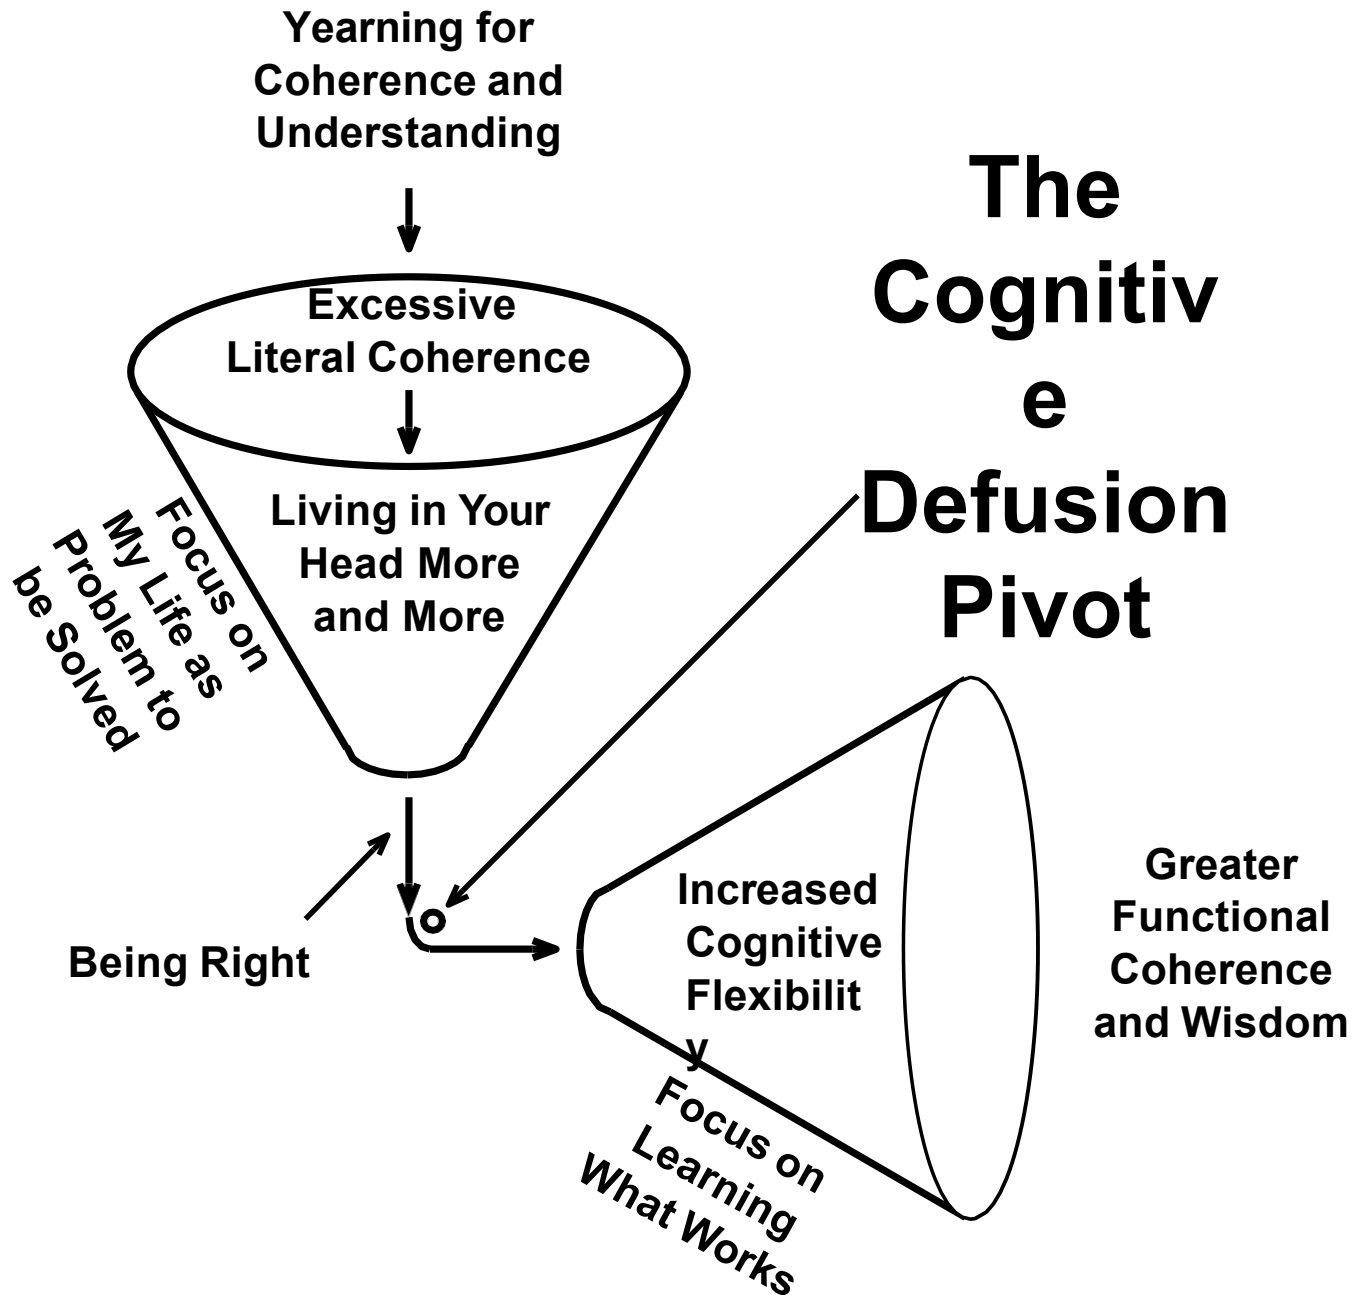 Yearning for
Coherence and
Understanding
The
Cognitiv
e
Defusion
Pivot
Excessive
Literal Coherence
Living in Your
Head More
and More
Focus on
My Life as
Problem to
be Solved
Being Right
Increased
Cognitive
Flexibilit
y
Focus on
Learning
What Works
Greater
Functional
Coherence
and Wisdom